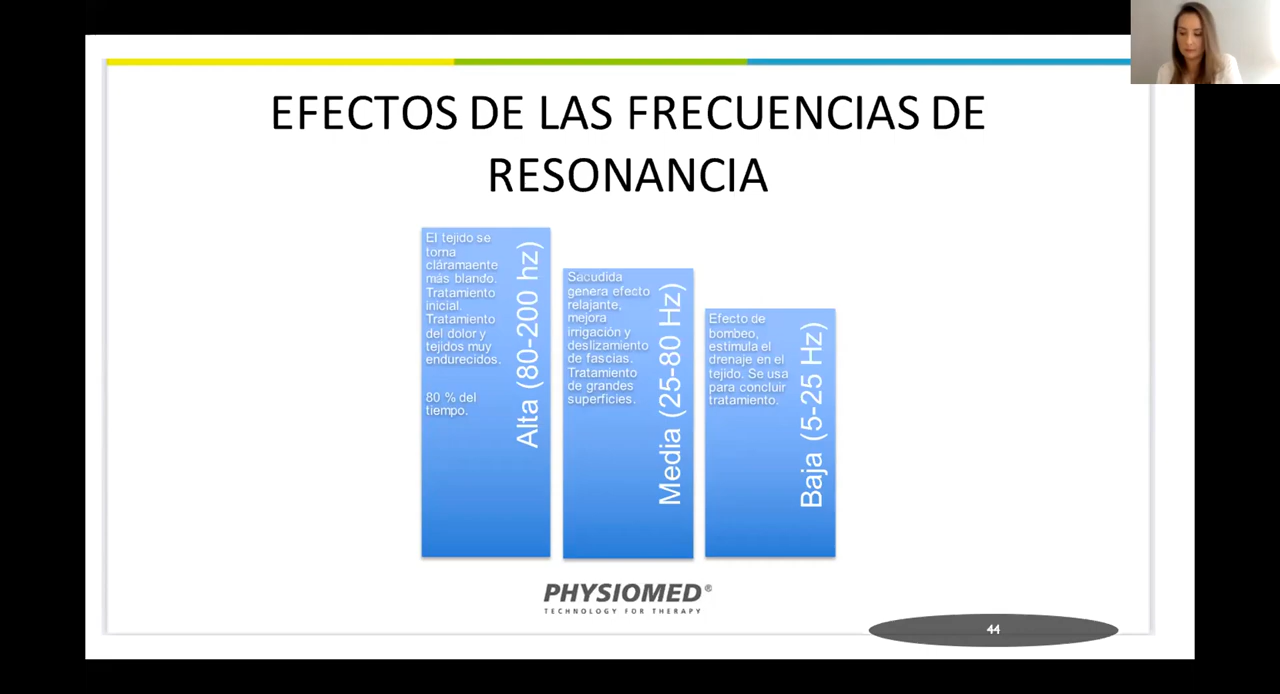 EFECTOS DE LAS FRECUENCIAS DE
RESONANCIA
El tejido se
torna
cláramaente
más blando.
Tratamiento
inicial.
Tratamiento
del dolor y
tejidos muy
endurecidos.
80 % del
tiempo.
Alta (80-200 hz)
Sacudida
genera efecto
relajante,
mejora
irrigación y
deslizamiento
de fascias.
Tratamiento
de grandes
superficies.
Media (25-80 Hz)
Efecto de
bombeo,
estimula el
drenaje en el
tejido. Se usa
para concluir
tratamiento.
Baja (5-25 Hz)
PHYSIOMED®
TECHNOLOGY FOR THERAPY
44